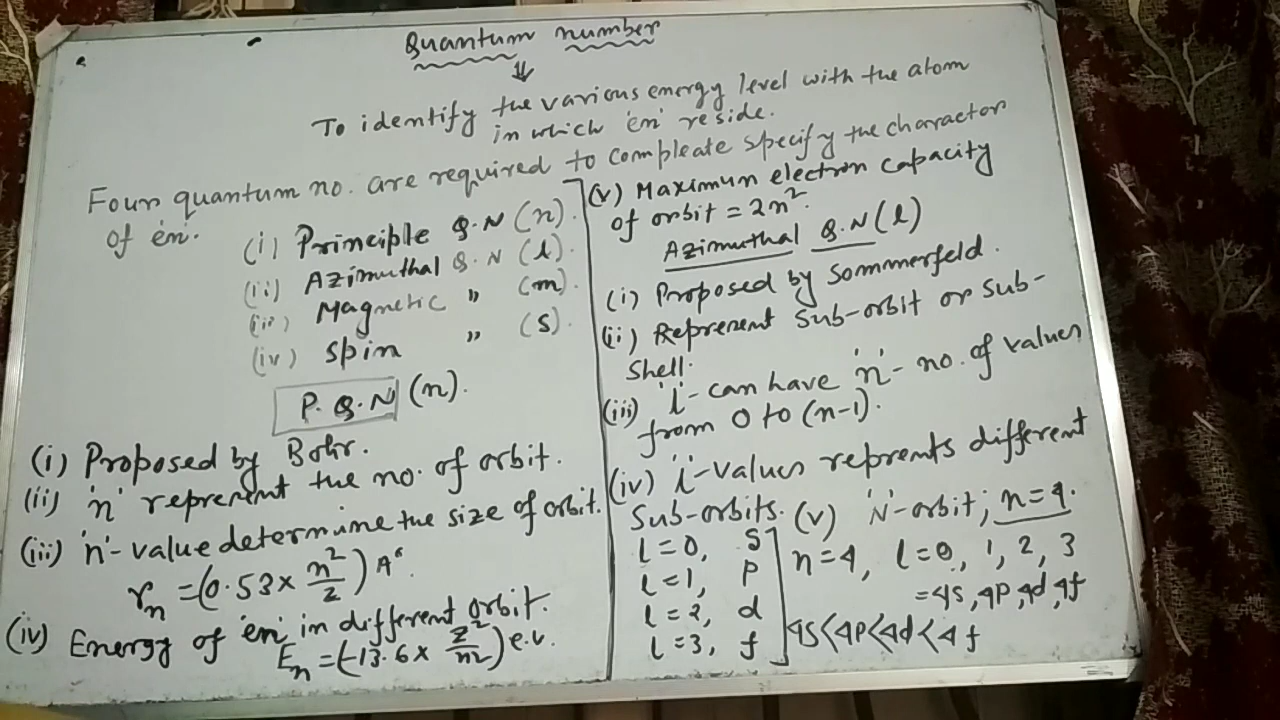 Quantum number
⇓
To identify the various energy level with the atom
in which 'en' reside.
Four quantum no. are required to compleate specify the charactor
of en.
(i) Principle Q.N (n).
(ii) Azimuthal Q.N (l).
(iii) Magnetic " (m).
(iv) Spin " (s).
P.Q.N (n).
(i) Proposed by Bohr.
(ii) 'n' represent the no. of orbit.
(iii) 'n'-value determine the size of orbit.
rn = (0.53 × n²/z) A°
(iv) Energy of 'en' in different orbit.
En = (-13.6 × z²/n²) e.v.
(v) Maximum electron capacity
of orbit = 2n².
Azimuthal Q.N (l)
(i) Proposed by Sommerfeld.
(ii) Represent Sub-orbit or Sub-
Shell.
(iii) 'l'-can have 'n'- no. of values
from 0 to (n-1).
(iv) 'l'-values reprents different
Sub-orbits.
l=0, s
l=1, p
l=2, d
l=3, f
(v) 'N'-orbit; n=4.
n=4, l=0, 1, 2, 3
=4s, 4p, 4d, 4f
4s<4p<4d<4f